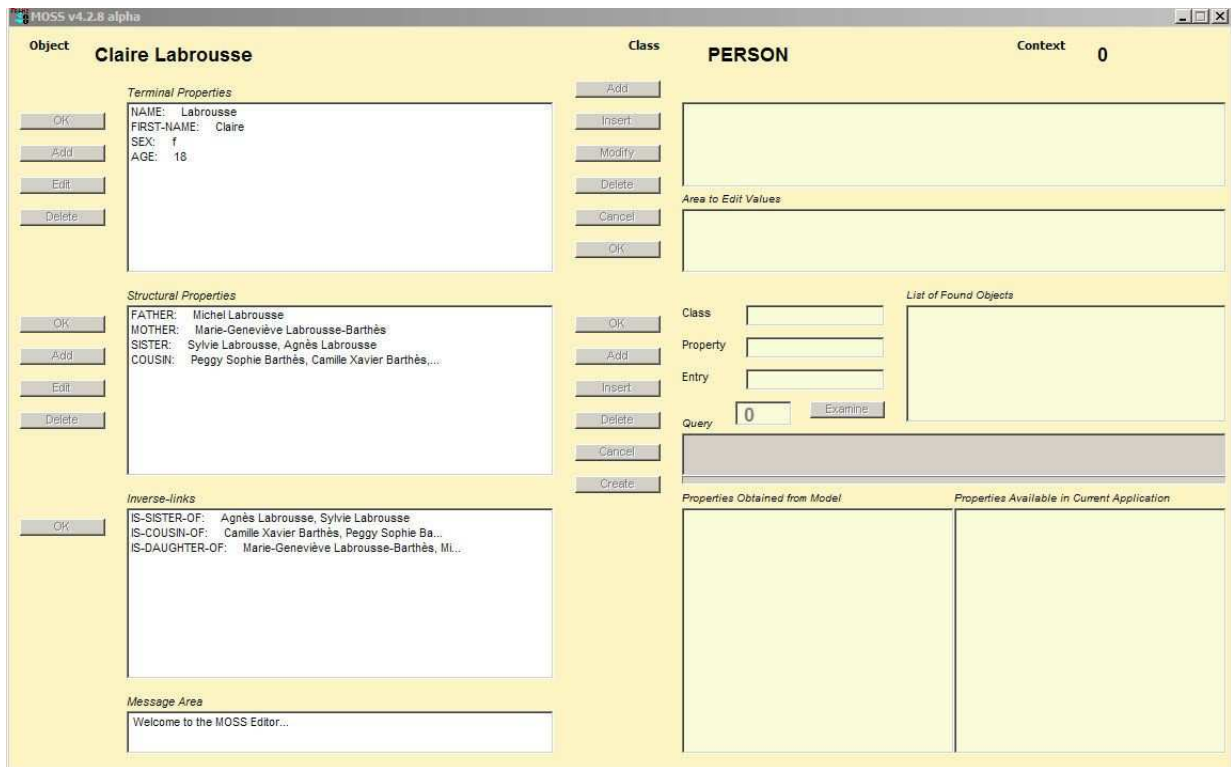 MOSS v4.2.8 alpha
Object
Claire Labrousse
Class
PERSON
Context
0
Terminal Properties
OK
Add
Edit
Delete
NAME: Labrousse
FIRST-NAME: Claire
SEX: f
AGE: 18
Add
Insert
Modify
Delete
Cancel
OK
Area to Edit Values
Structural Properties
OK
Add
Edit
Delete
FATHER: Michel Labrousse
MOTHER: Marie-Geneviève Labrousse-Barthès
SISTER: Sylvie Labrousse, Agnès Labrousse
COUSIN: Peggy Sophie Barthès, Camille Xavier Barthès,...
OK
Add
Insert
Delete
Cancel
Create
Class
Property
Entry
Query
0
Examine
List of Found Objects
Inverse-links
OK
IS-SISTER-OF: Agnès Labrousse, Sylvie Labrousse
IS-COUSIN-OF: Camille Xavier Barthès, Peggy Sophie Ba...
IS-DAUGHTER-OF: Marie-Geneviève Labrousse-Barthès, Mi...
Properties Obtained from Model
Properties Available in Current Application
Message Area
Welcome to the MOSS Editor...